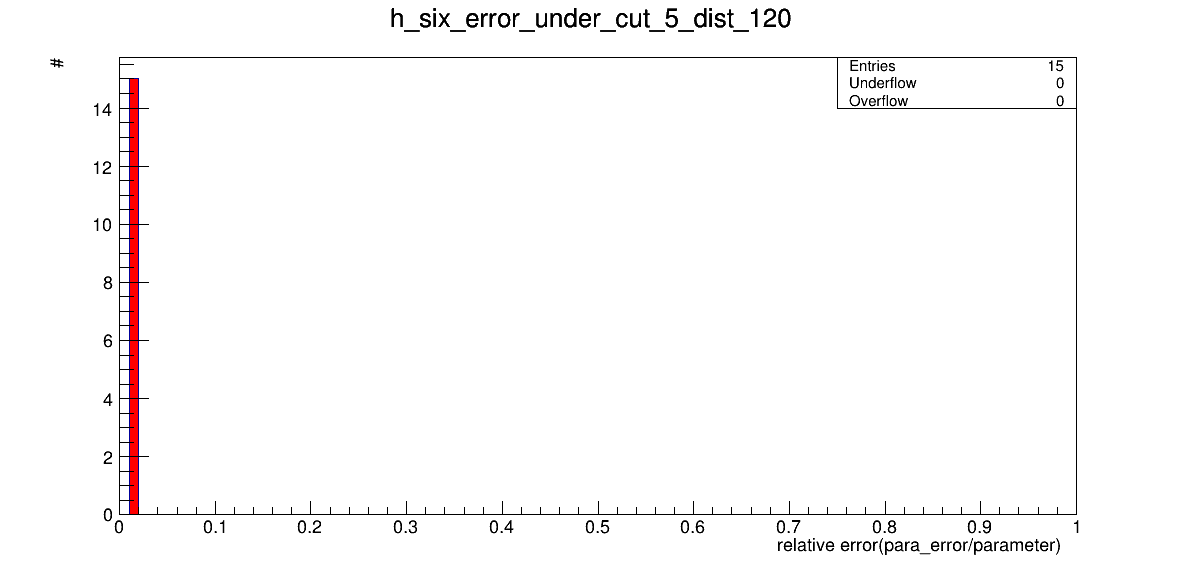 h_six_error_under_cut_5_dist_120
#
Entries 15
Underflow 0
Overflow 0
14
12
10
8
6
4
2
0
0 0.1 0.2 0.3 0.4 0.5 0.6 0.7 0.8 0.9 1
relative error(para_error/parameter)